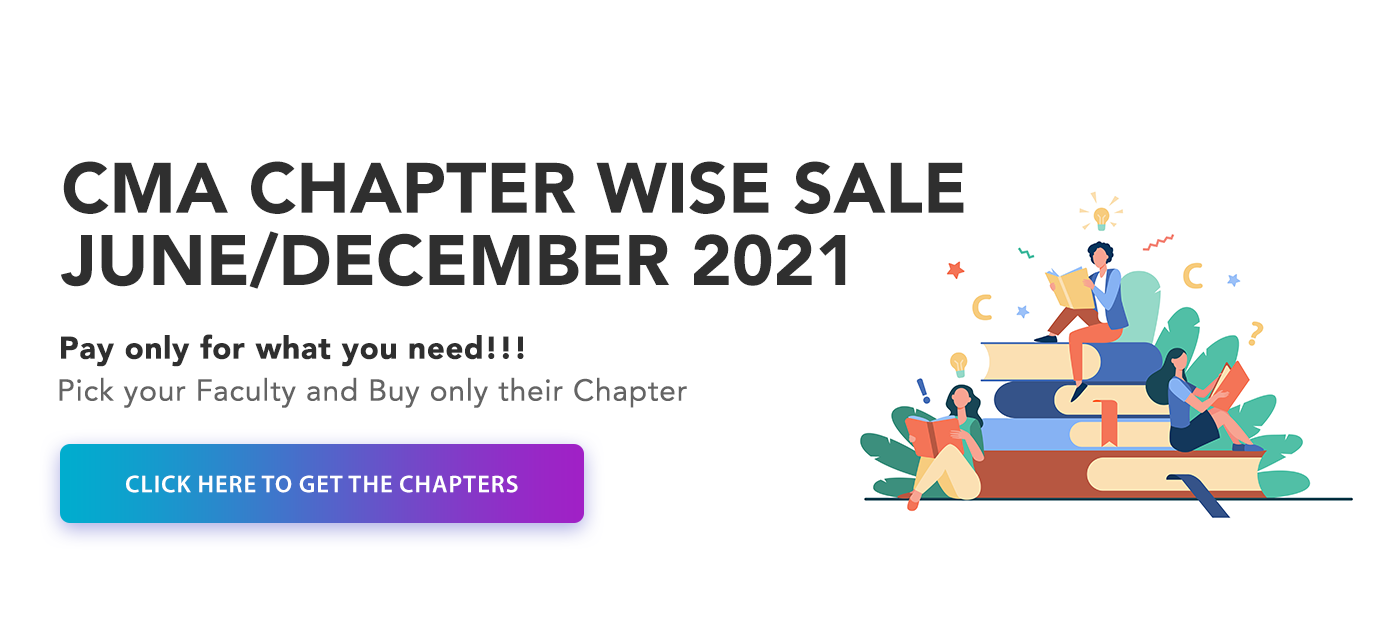 CMA CHAPTER WISE SALE
JUNE/DECEMBER 2021
Pay only for what you need!!!
Pick your Faculty and Buy only their Chapter
CLICK HERE TO GET THE CHAPTERS